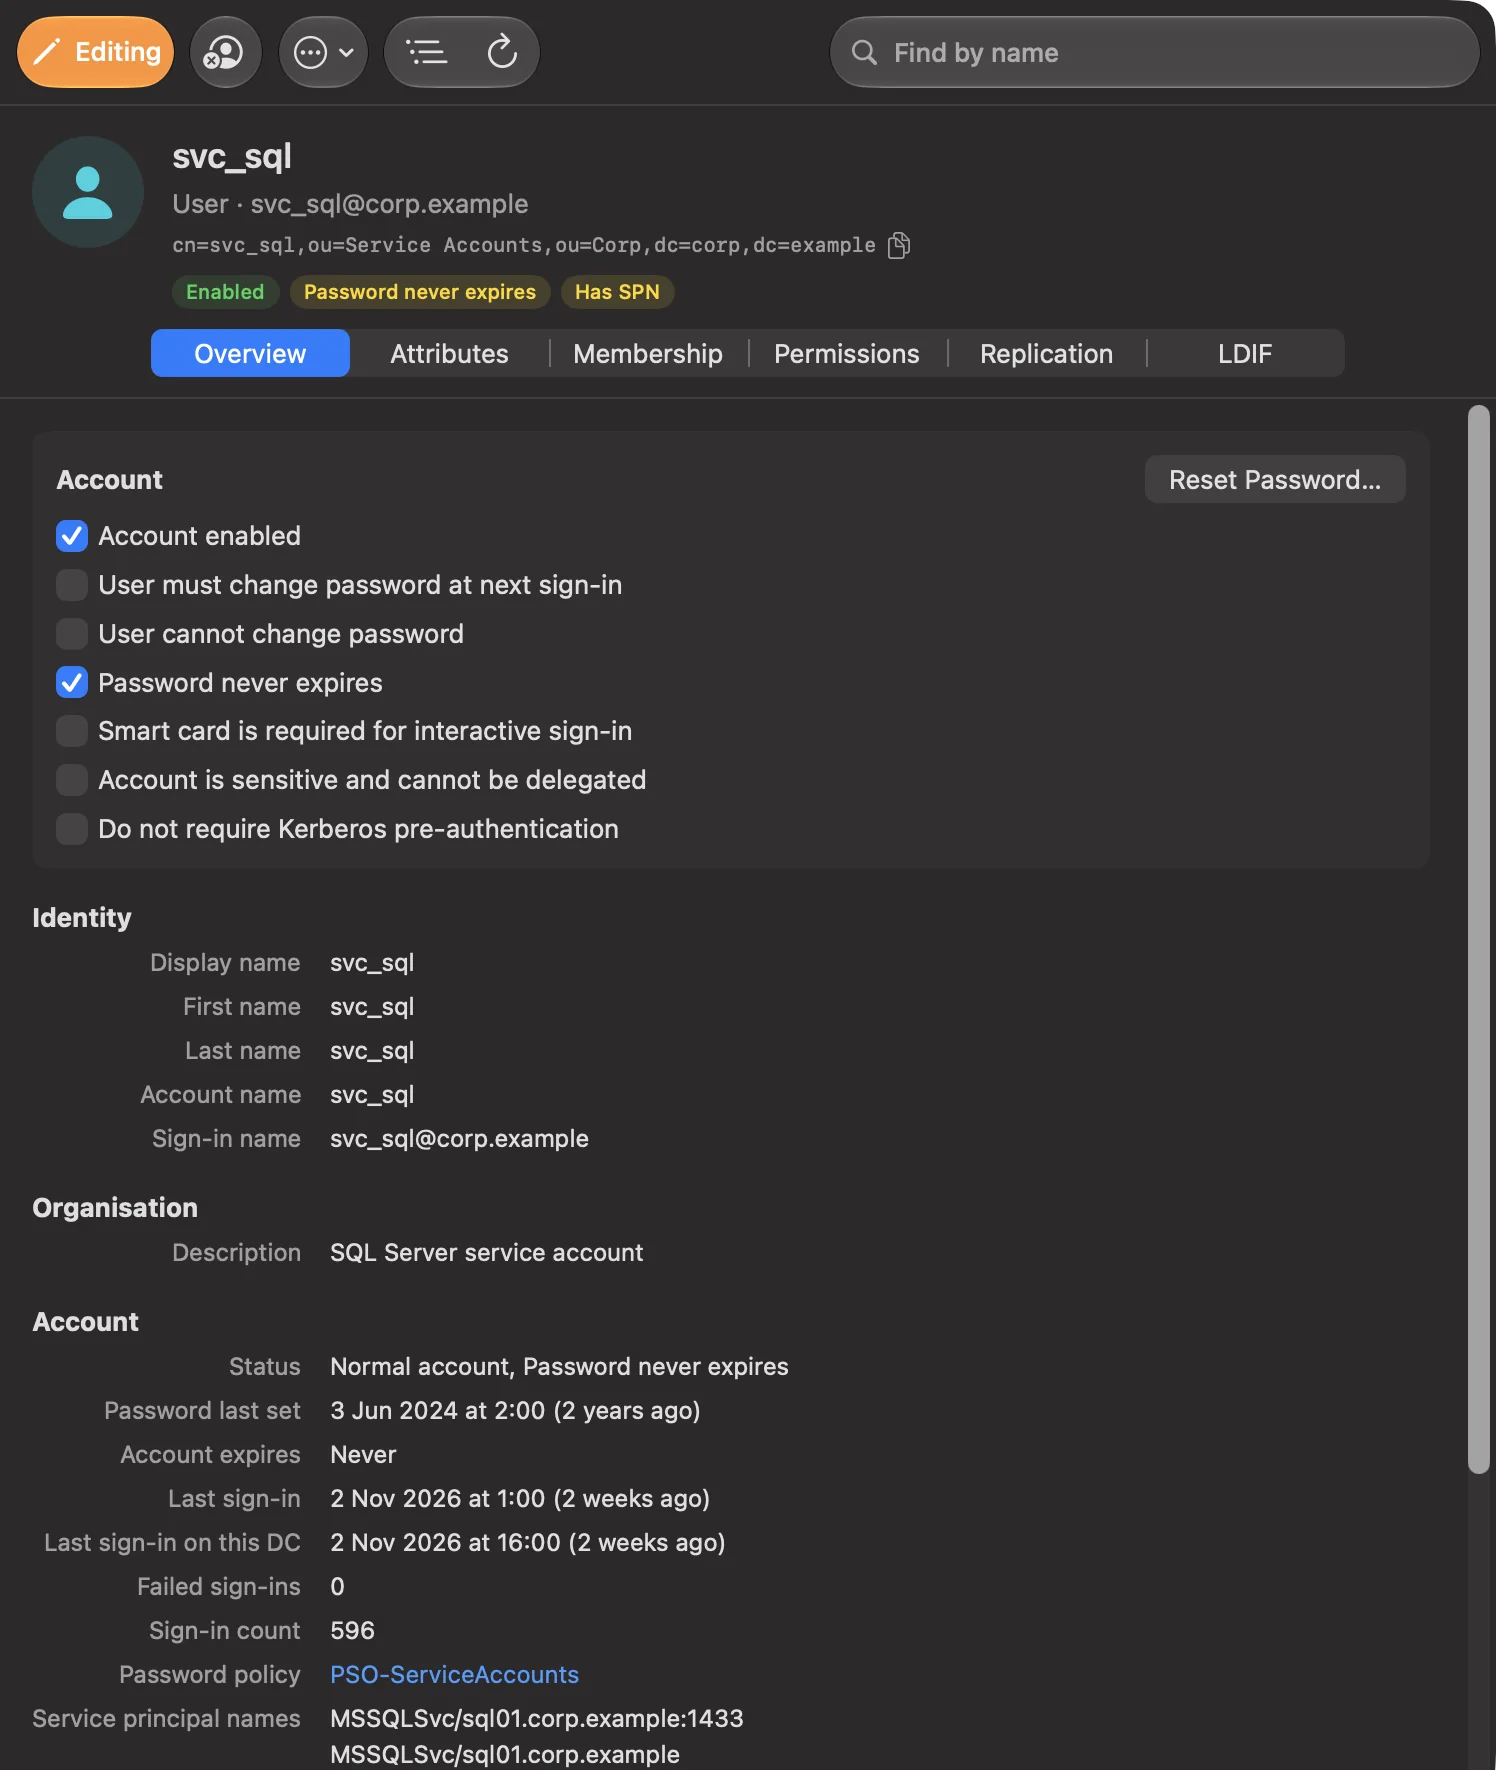 Editing
Find by name
svc_sql
User · svc_sql@corp.example
cn=svc_sql,ou=Service Accounts,ou=Corp,dc=corp,dc=example
Enabled Password never expires Has SPN
Overview Attributes Membership Permissions Replication LDIF
Account
Reset Password...
Account enabled
User must change password at next sign-in
User cannot change password
Password never expires
Smart card is required for interactive sign-in
Account is sensitive and cannot be delegated
Do not require Kerberos pre-authentication
Identity
Display name svc_sql
First name svc_sql
Last name svc_sql
Account name svc_sql
Sign-in name svc_sql@corp.example
Organisation
Description SQL Server service account
Account
Status Normal account, Password never expires
Password last set 3 Jun 2024 at 2:00 (2 years ago)
Account expires Never
Last sign-in 2 Nov 2026 at 1:00 (2 weeks ago)
Last sign-in on this DC 2 Nov 2026 at 16:00 (2 weeks ago)
Failed sign-ins 0
Sign-in count 596
Password policy PSO-ServiceAccounts
Service principal names MSSQLSvc/sql01.corp.example:1433
MSSQLSvc/sql01.corp.example